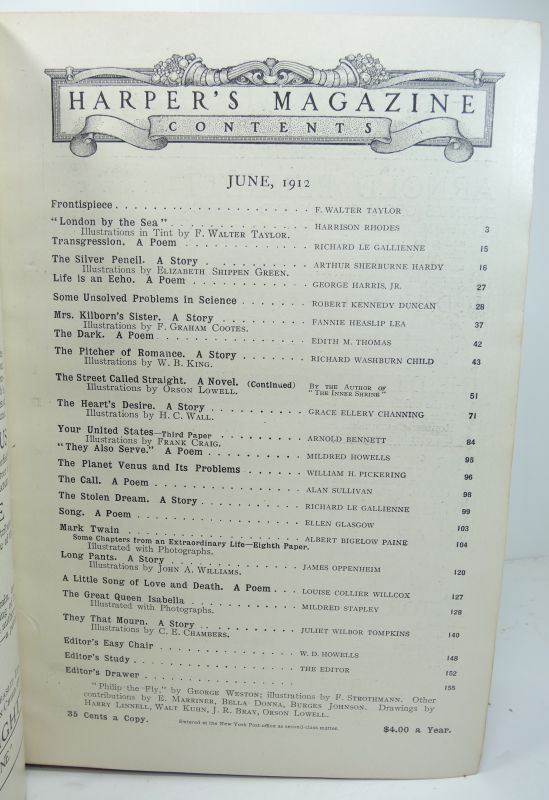 HARPER'S MAGAZINE
CONTENTS
JUNE, 1912
Frontispiece . . . . . . F. WALTER TAYLOR
"London by the Sea" . . . . . . HARRISON RHODES 3
Illustrations in Tint by F. WALTER TAYLOR.
Transgression. A Poem . . . . . . RICHARD LE GALLIENNE 15
The Silver Pencil. A Story . . . . . . ARTHUR SHERBURNE HARDY 16
Illustrations by ELIZABETH SHIPPEN GREEN.
Life is an Echo. A Poem . . . . . . GEORGE HARRIS, JR. 27
Some Unsolved Problems in Science . . . . . . ROBERT KENNEDY DUNCAN 28
Mrs. Kilborn's Sister. A Story . . . . . . FANNIE HEASLIP LEA 37
Illustrations by F. GRAHAM COOTES.
The Dark. A Poem . . . . . . EDITH M. THOMAS 42
The Pitcher of Romance. A Story . . . . . . RICHARD WASHBURN CHILD 43
Illustrations by W. B. KING.
The Street Called Straight. A Novel. (Continued) BY THE AUTHOR OF "THE INNER SHRINE" 51
Illustrations by ORSON LOWELL.
The Heart's Desire. A Story . . . . . . GRACE ELLERY CHANNING 71
Illustrations by H. C. WALL.
Your United States—Third Paper . . . . . . ARNOLD BENNETT 84
Illustrations by FRANK CRAIG.
"They Also Serve." A Poem . . . . . . MILDRED HOWELLS 95
The Planet Venus and Its Problems . . . . . . WILLIAM H. PICKERING 96
The Call. A Poem . . . . . . ALAN SULLIVAN 98
The Stolen Dream. A Story . . . . . . RICHARD LE GALLIENNE 99
Song. A Poem . . . . . . ELLEN GLASGOW 103
Mark Twain . . . . . . ALBERT BIGELOW PAINE 104
Some Chapters from an Extraordinary Life—Eighth Paper.
Illustrated with Photographs.
Long Pants. A Story . . . . . . JAMES OPPENHEIM 120
Illustrations by JOHN A. WILLIAMS.
A Little Song of Love and Death. A Poem . . LOUISE COLLIER WILLCOX 127
The Great Queen Isabella . . . . . . MILDRED STAPLEY 128
Illustrated with Photographs.
They That Mourn. A Story . . . . . . JULIET WILBOR TOMPKINS 140
Illustrations by C. E. CHAMBERS.
Editor's Easy Chair . . . . . . W. D. HOWELLS 148
Editor's Study . . . . . . THE EDITOR 152
Editor's Drawer . . . . . . 155
"Philip the Fly," by GEORGE WESTON; illustrations by F. STROTHMANN. Other
contributions by E. MARRINER, BELLA DONNA, BURGES JOHNSON. Drawings by
HARRY LINNELL, WALT KUHN, J. R. BRAY, ORSON LOWELL.
35 Cents a Copy. Entered at the New York Post-office as second-class matter. $4.00 a Year.